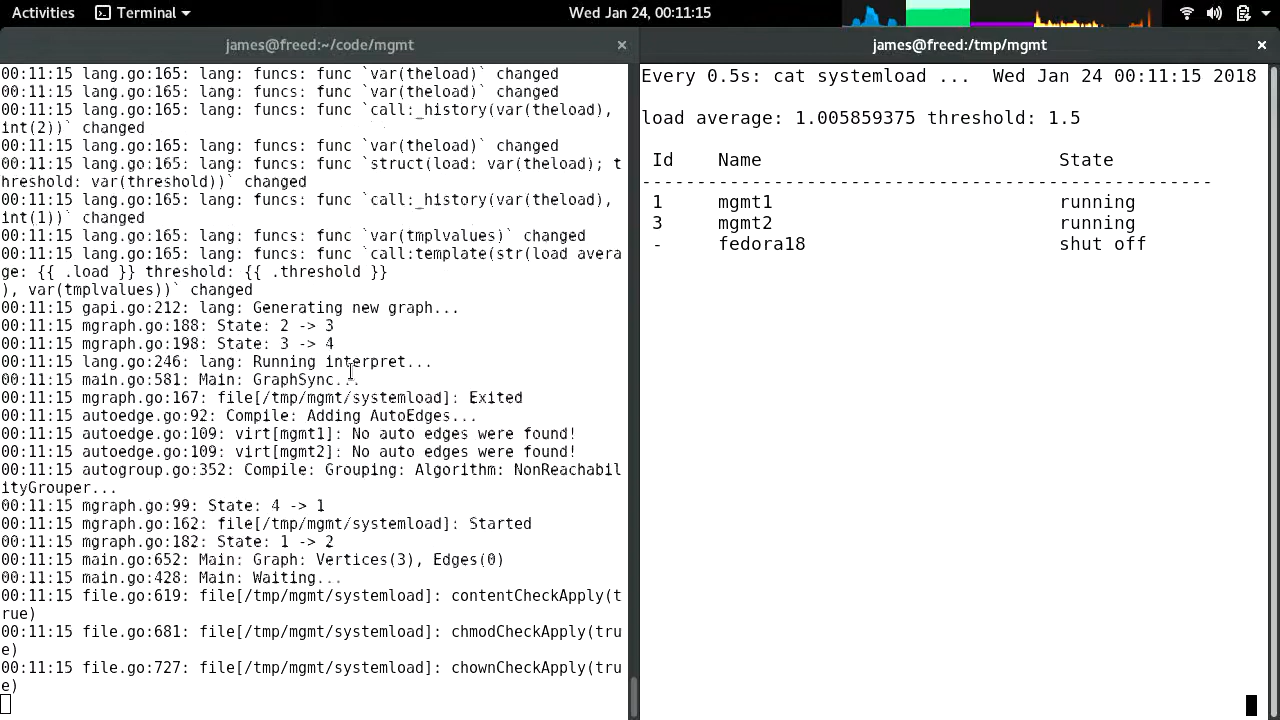 Activities Terminal Wed Jan 24, 00:11:15
james@freed:~/code/mgmt
00:11:15 lang.go:165: lang: funcs: func `var(theload)` changed
00:11:15 lang.go:165: lang: funcs: func `var(theload)` changed
00:11:15 lang.go:165: lang: funcs: func `call:_history(var(theload),
int(2))` changed
00:11:15 lang.go:165: lang: funcs: func `var(theload)` changed
00:11:15 lang.go:165: lang: funcs: func `struct(load: var(theload); t
hreshold: var(threshold))` changed
00:11:15 lang.go:165: lang: funcs: func `call:_history(var(theload),
int(1))` changed
00:11:15 lang.go:165: lang: funcs: func `var(tmplvalues)` changed
00:11:15 lang.go:165: lang: funcs: func `call:template(str(load avera
ge: {{ .load }} threshold: {{ .threshold }}
), var(tmplvalues))` changed
00:11:15 gapi.go:212: lang: Generating new graph...
00:11:15 mgraph.go:188: State: 2 -> 3
00:11:15 mgraph.go:198: State: 3 -> 4
00:11:15 lang.go:246: lang: Running interpret...
00:11:15 main.go:581: Main: GraphSync...
00:11:15 mgraph.go:167: file[/tmp/mgmt/systemload]: Exited
00:11:15 autoedge.go:92: Compile: Adding AutoEdges...
00:11:15 autoedge.go:109: virt[mgmt1]: No auto edges were found!
00:11:15 autoedge.go:109: virt[mgmt2]: No auto edges were found!
00:11:15 autogroup.go:352: Compile: Grouping: Algorithm: NonReachabil
ityGrouper...
00:11:15 mgraph.go:99: State: 4 -> 1
00:11:15 mgraph.go:162: file[/tmp/mgmt/systemload]: Started
00:11:15 mgraph.go:182: State: 1 -> 2
00:11:15 main.go:652: Main: Graph: Vertices(3), Edges(0)
00:11:15 main.go:428: Main: Waiting...
00:11:15 file.go:619: file[/tmp/mgmt/systemload]: contentCheckApply(t
rue)
00:11:15 file.go:681: file[/tmp/mgmt/systemload]: chmodCheckApply(tru
e)
00:11:15 file.go:727: file[/tmp/mgmt/systemload]: chownCheckApply(tru
e)
james@freed:/tmp/mgmt
Every 0.5s: cat systemload ... Wed Jan 24 00:11:15 2018
load average: 1.005859375 threshold: 1.5
Id Name State
-----------------------------------------------------
1 mgmt1 running
3 mgmt2 running
- fedora18 shut off